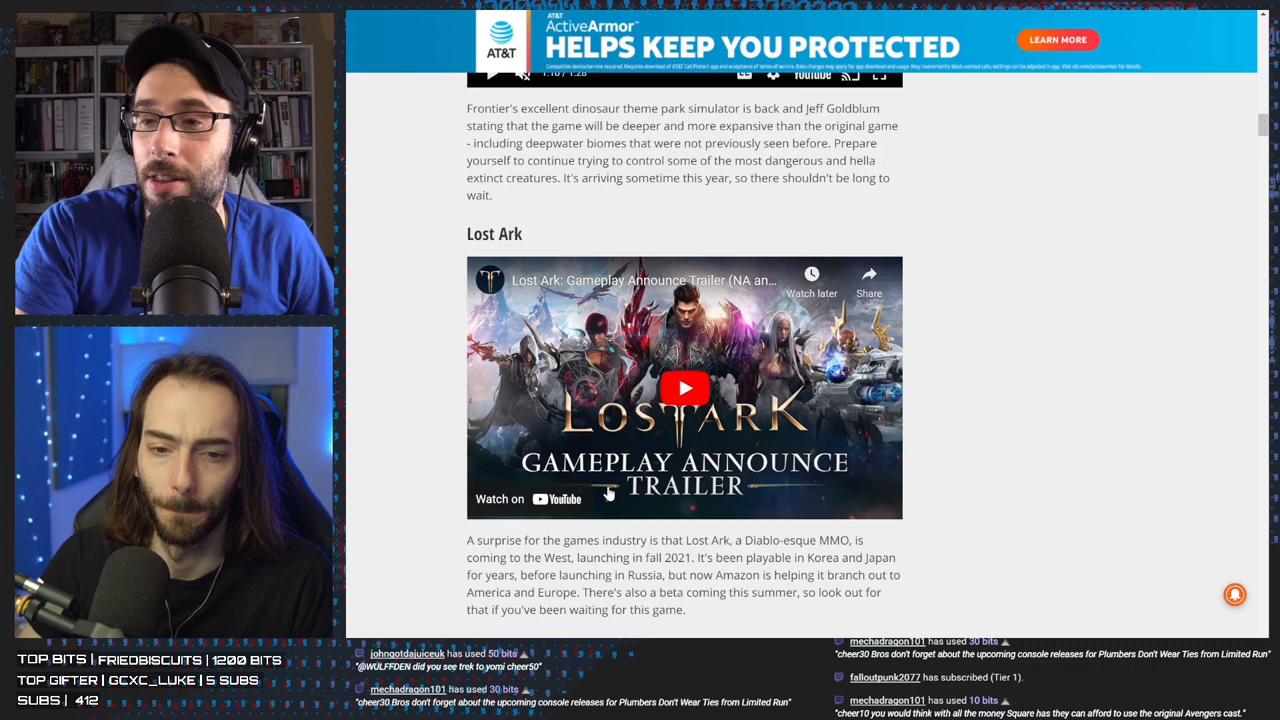 AT&T
AT&T
ActiveArmor℠
HELPS KEEP YOU PROTECTED
LEARN MORE
1:10 / 1:28
YouTube
Frontier's excellent dinosaur theme park simulator is back and Jeff Goldblum
stating that the game will be deeper and more expansive than the original game
- including deepwater biomes that were not previously seen before. Prepare
yourself to continue trying to control some of the most dangerous and hella
extinct creatures. It's arriving sometime this year, so there shouldn't be long to
wait.
Lost Ark
Lost Ark: Gameplay Announce Trailer (NA an...
Watch later
Share
LOST ARK
GAMEPLAY ANNOUNCE
TRAILER
Watch on YouTube
A surprise for the games industry is that Lost Ark, a Diablo-esque MMO, is
coming to the West, launching in fall 2021. It's been playable in Korea and Japan
for years, before launching in Russia, but now Amazon is helping it branch out to
America and Europe. There's also a beta coming this summer, so look out for
that if you've been waiting for this game.
TOP BITS | FRIEDBISCUITS | 1200 BITS
TOP GIFTER | GCXC_LUKE | 5 SUBS
SUBS | 412
johngotdajuiceuk has used 50 bits
"@WULFFDEN did you see trek to yomi cheer50"
mechadragon101 has used 30 bits
"cheer30 Bros don't forget about the upcoming console releases for Plumbers Don't Wear Ties from Limited Run"
mechadragon101 has used 30 bits
"cheer30 Bros don't forget about the upcoming console releases for Plumbers Don't Wear Ties from Limited Run"
falloutpunk2077 has subscribed (Tier 1).
mechadragon101 has used 10 bits
"cheer10 you would think with all the money Square has they can afford to use the original Avengers cast."